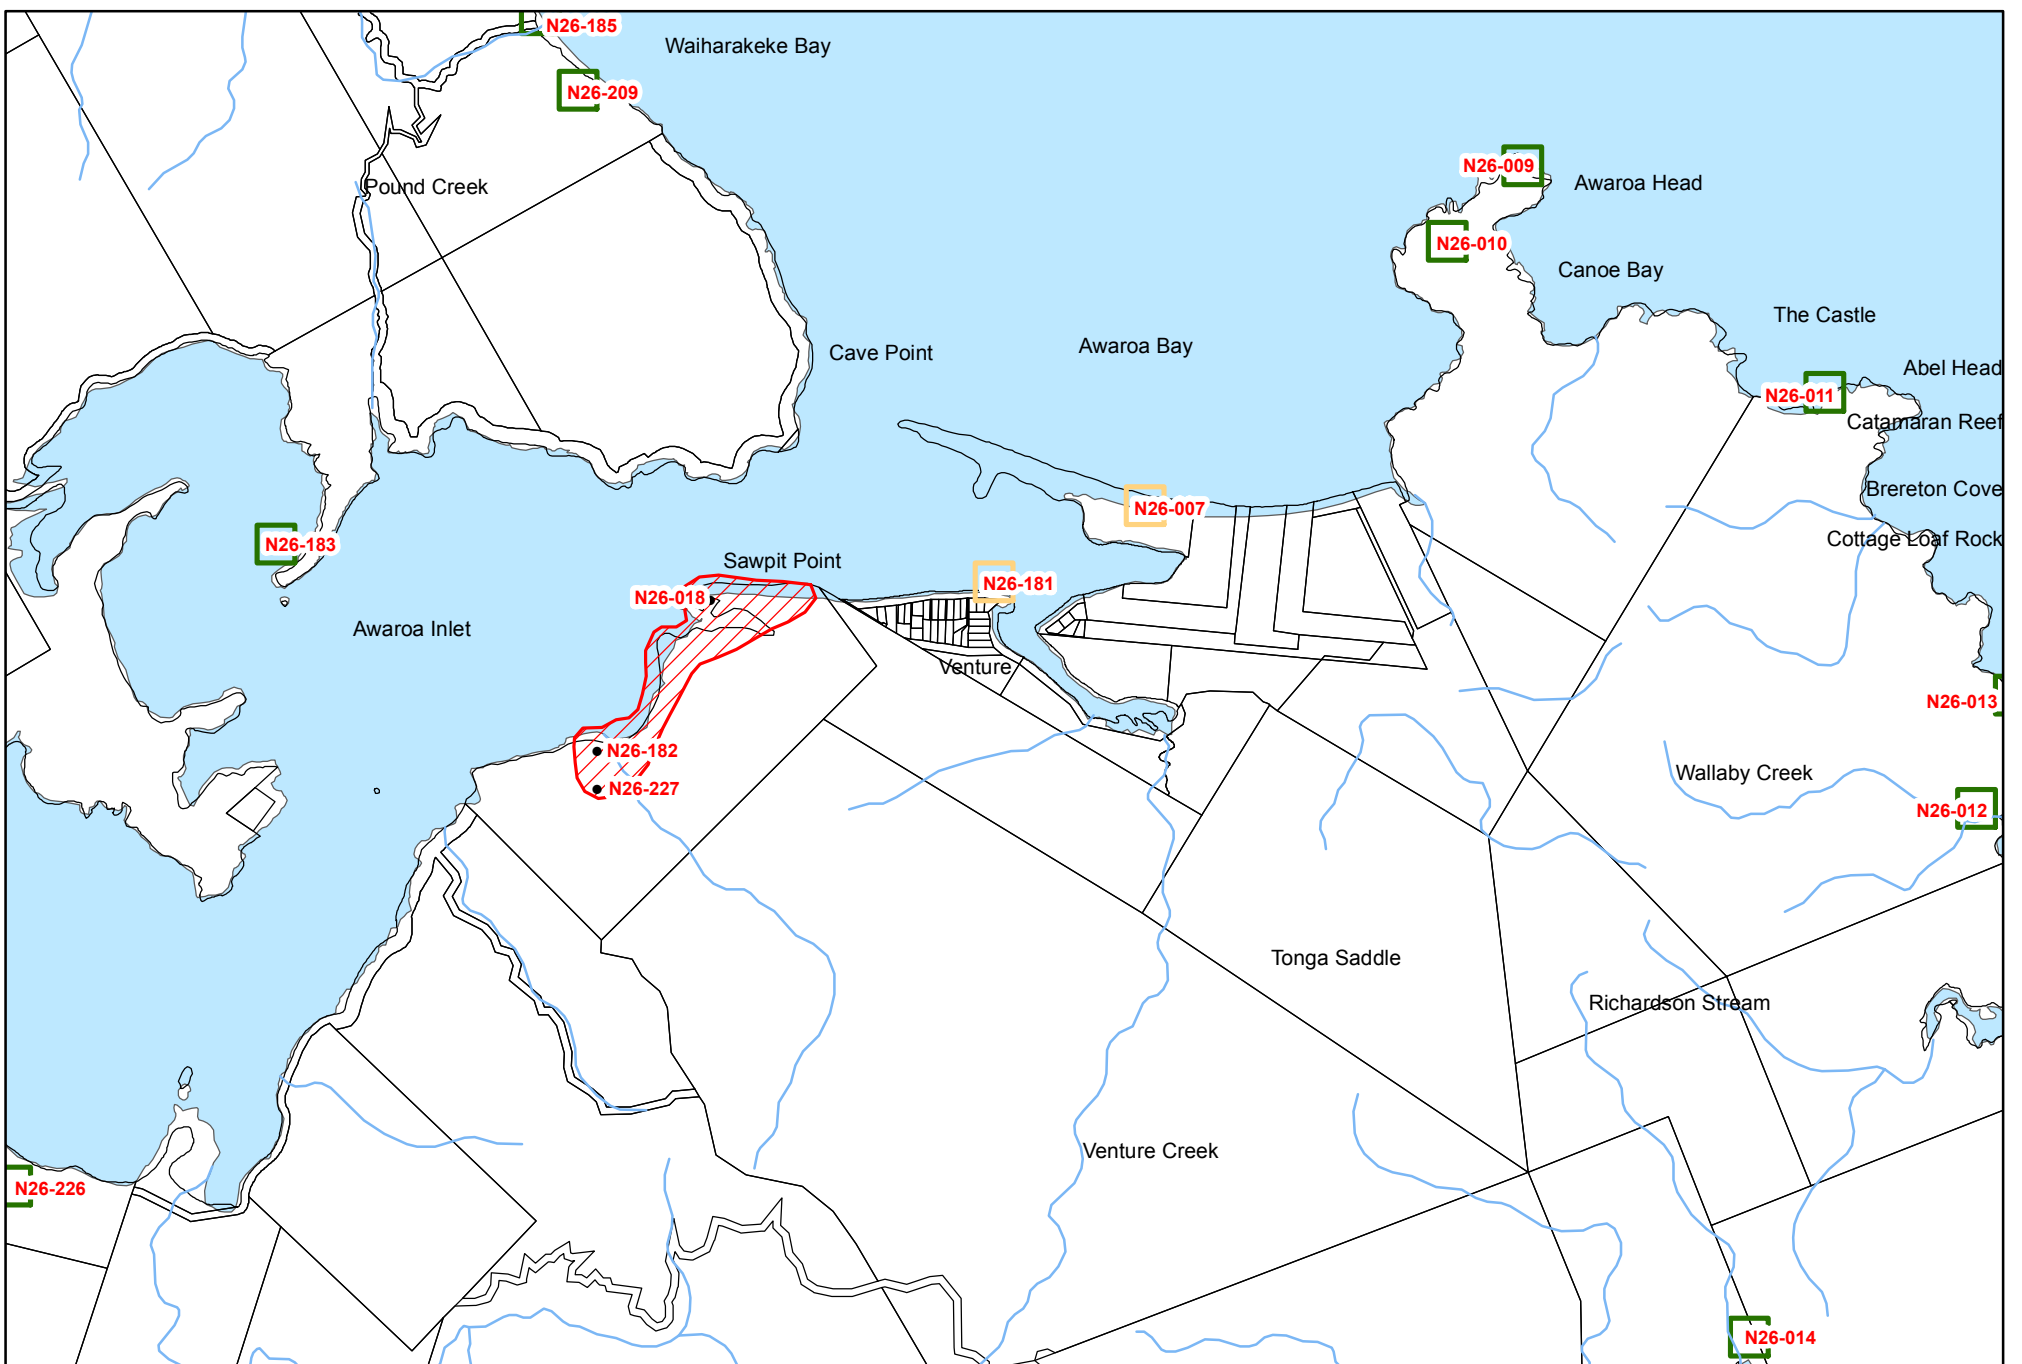 N26-185
Waiharakeke Bay
N26-209
N26-009
Awaroa Head
Pound Creek
N26-010
Canoe Bay
The Castle
Cave Point
Awaroa Bay
Abel Head
N26-011
Catamaran Reef
Brereton Cove
N26-007
N26-183
Cottage Loaf Rock
Sawpit Point
N26-181
N26-018
Awaroa Inlet
Venture
N26-013
N26-182
Wallaby Creek
N26-227
N26-012
Tonga Saddle
Richardson Stream
Venture Creek
N26-226
N26-014